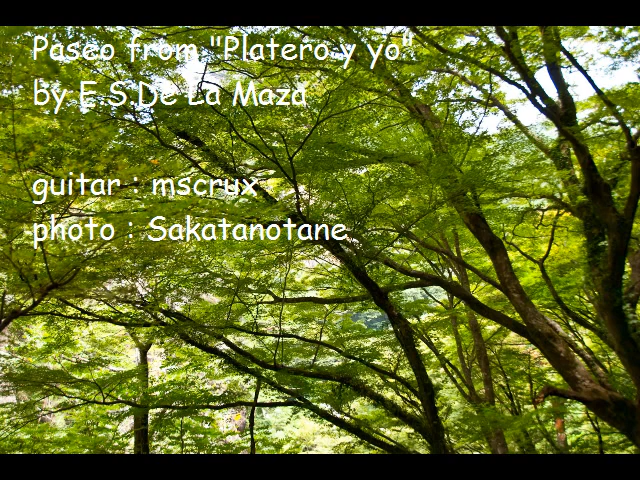 Paseo from "Platero y yo"
by E.S.De La Maza
guitar : mscrux
photo : Sakatanotane